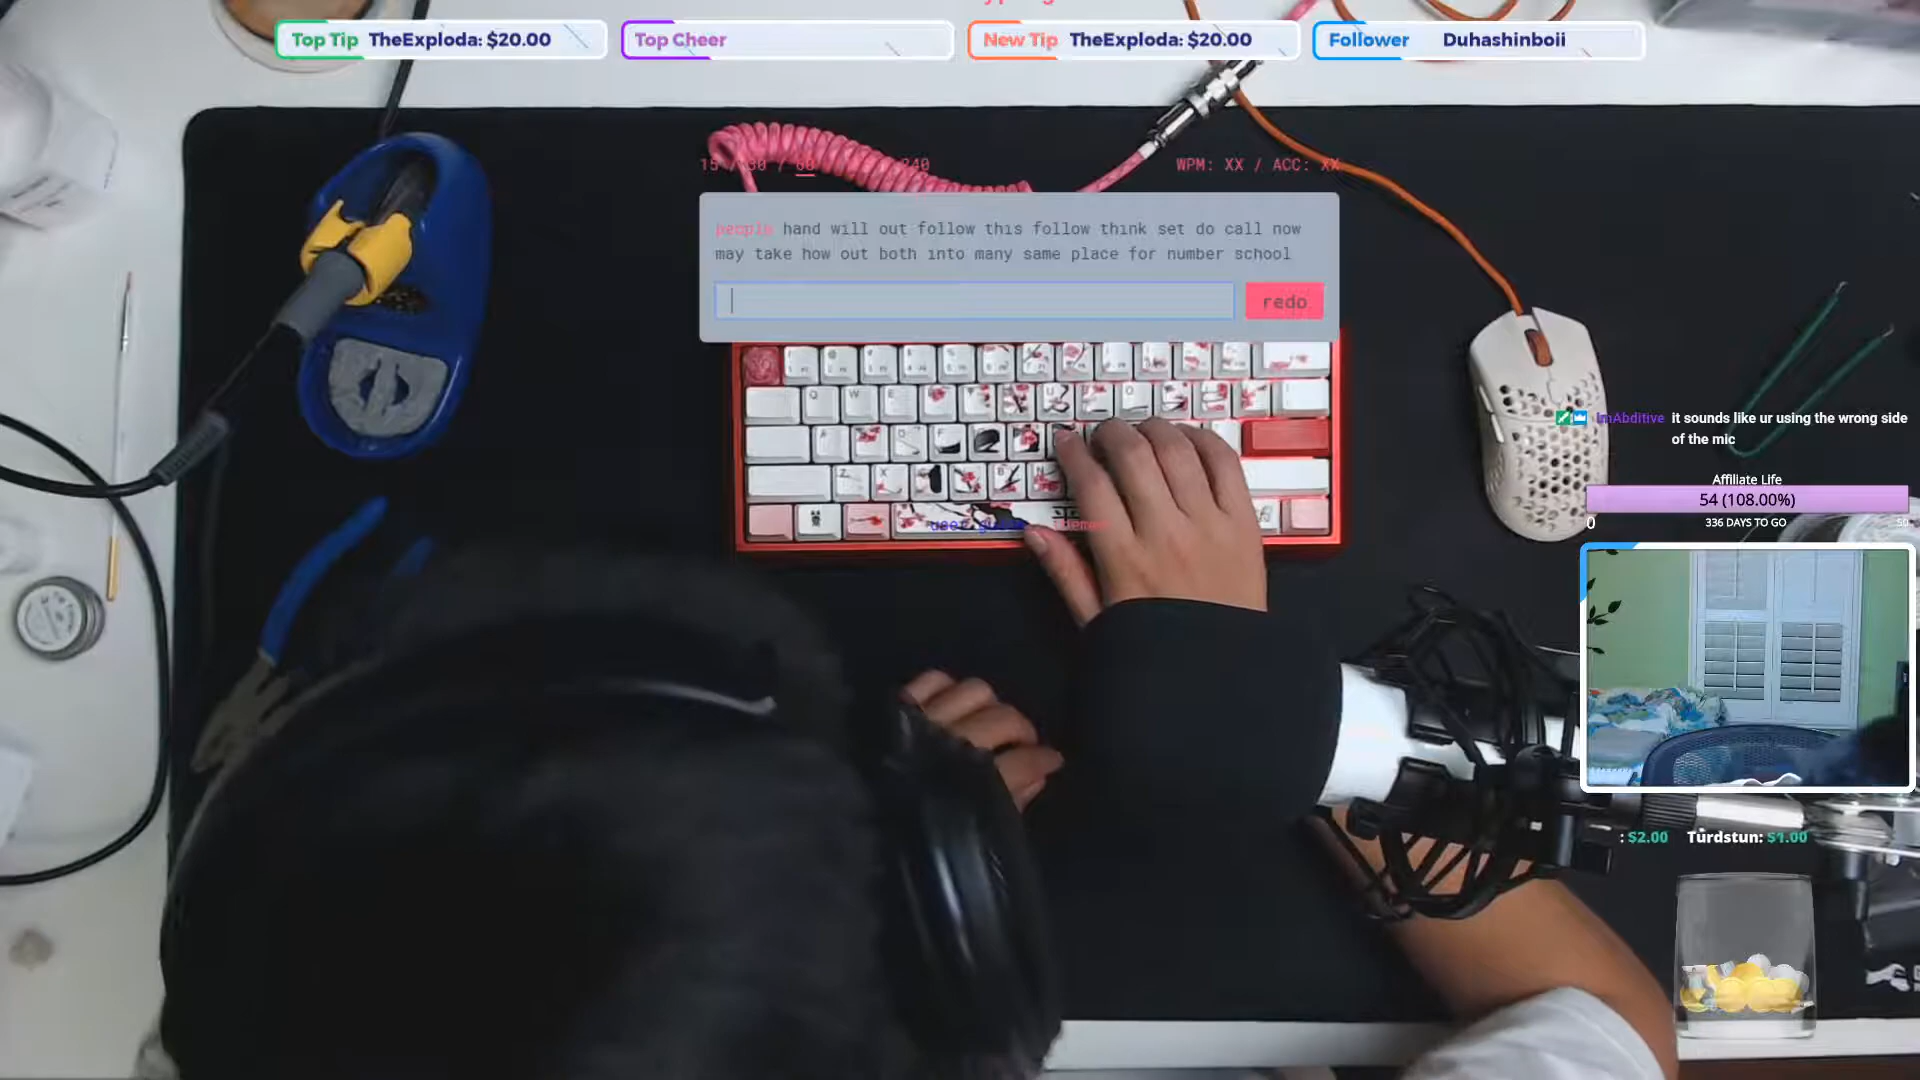 Top Tip TheExploda: $20.00
Top Cheer
New Tip TheExploda: $20.00
Follower Duhashinboii
WPM: XX / ACC: XX
people hand will out follow this follow think set do call now
may take how out both into many same place for number school
redo
ImAbditive it sounds like ur using the wrong side
of the mic
Affiliate Life
54 (108.00%)
0 336 DAYS TO GO 50
: $2.00 Turdstun: $1.00